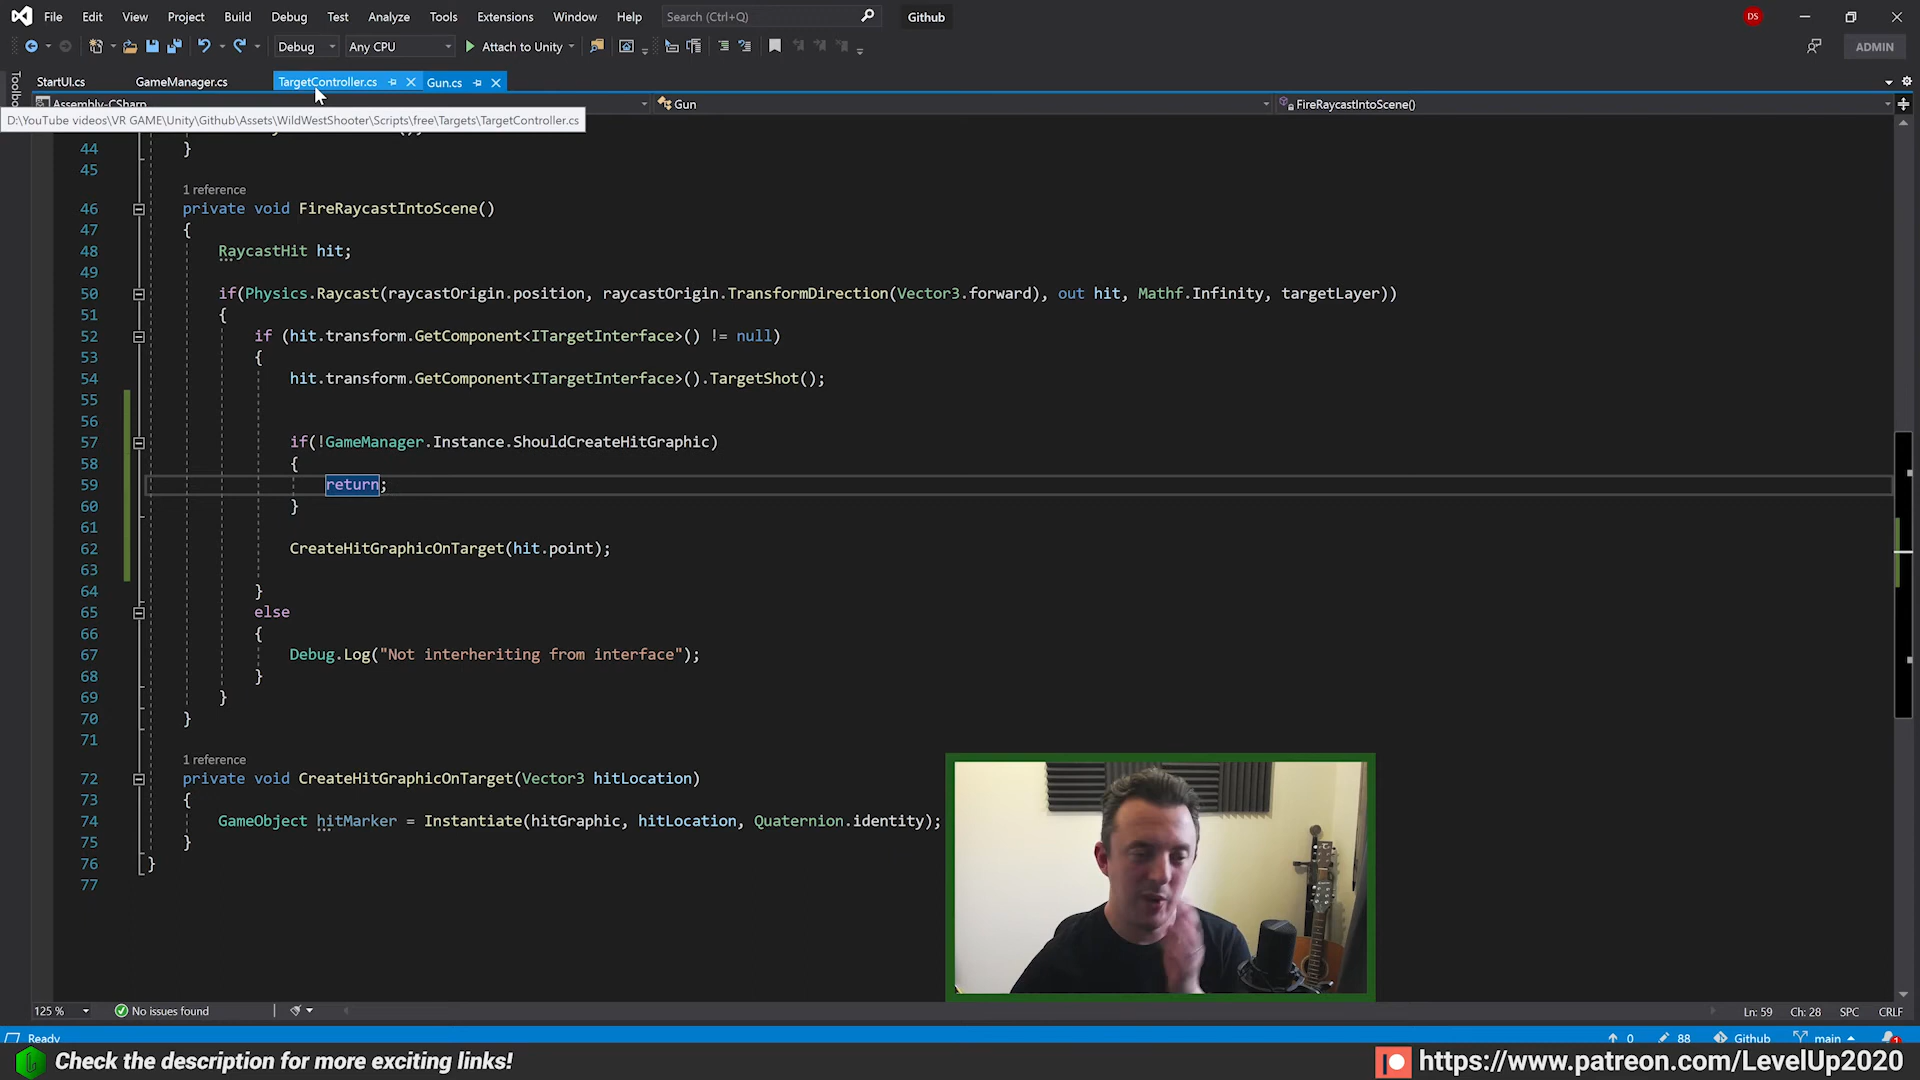 File Edit View Project Build Debug Test Analyze Tools Extensions Window Help Search (Ctrl+Q) Github DS
Debug Any CPU Attach to Unity ADMIN
StartUI.cs GameManager.cs TargetController.cs Gun.cs
Assembly-CSharp Gun FireRaycastIntoScene()
D:\YouTube videos\VR GAME\Unity\Github\Assets\WildWestShooter\Scripts\free\Targets\TargetController.cs
44 }
45
1 reference
46 private void FireRaycastIntoScene()
47 {
48 RaycastHit hit;
49
50 if(Physics.Raycast(raycastOrigin.position, raycastOrigin.TransformDirection(Vector3.forward), out hit, Mathf.Infinity, targetLayer))
51 {
52 if (hit.transform.GetComponent<ITargetInterface>() != null)
53 {
54 hit.transform.GetComponent<ITargetInterface>().TargetShot();
55
56
57 if(!GameManager.Instance.ShouldCreateHitGraphic)
58 {
59 return;
60 }
61
62 CreateHitGraphicOnTarget(hit.point);
63
64 }
65 else
66 {
67 Debug.Log("Not interheriting from interface");
68 }
69 }
70 }
71
1 reference
72 private void CreateHitGraphicOnTarget(Vector3 hitLocation)
73 {
74 GameObject hitMarker = Instantiate(hitGraphic, hitLocation, Quaternion.identity);
75 }
76 }
77
125 % No issues found Ln: 59 Ch: 28 SPC CRLF
Ready 0 88 Github main 1
Check the description for more exciting links! https://www.patreon.com/LevelUp2020